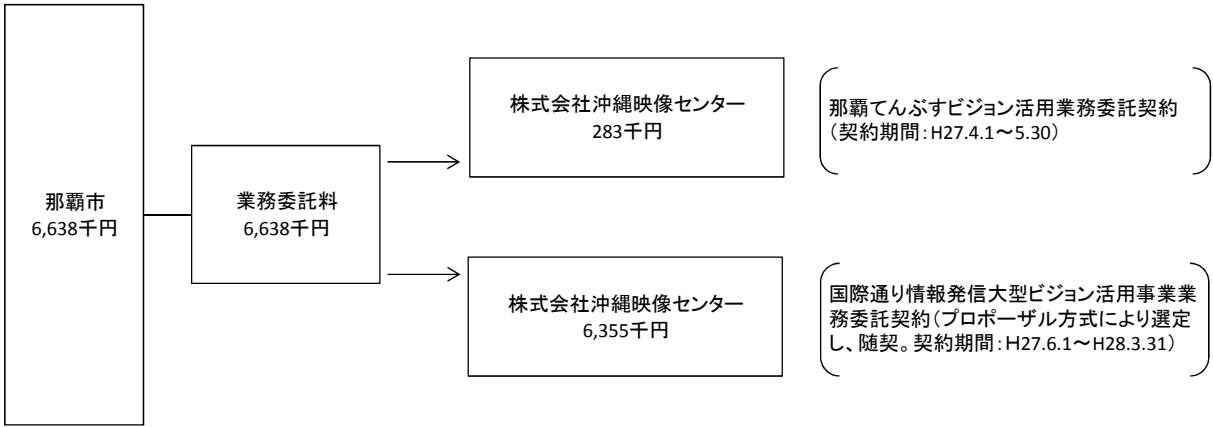 那覇市
6,638千円
業務委託料
6,638千円
株式会社沖縄映像センター
283千円
那覇てんぶすビジョン活用業務委託契約
（契約期間：H27.4.1～5.30）
株式会社沖縄映像センター
6,355千円
国際通り情報発信大型ビジョン活用事業業
務委託契約（プロポーザル方式により選定
し、随契。契約期間：H27.6.1～H28.3.31）